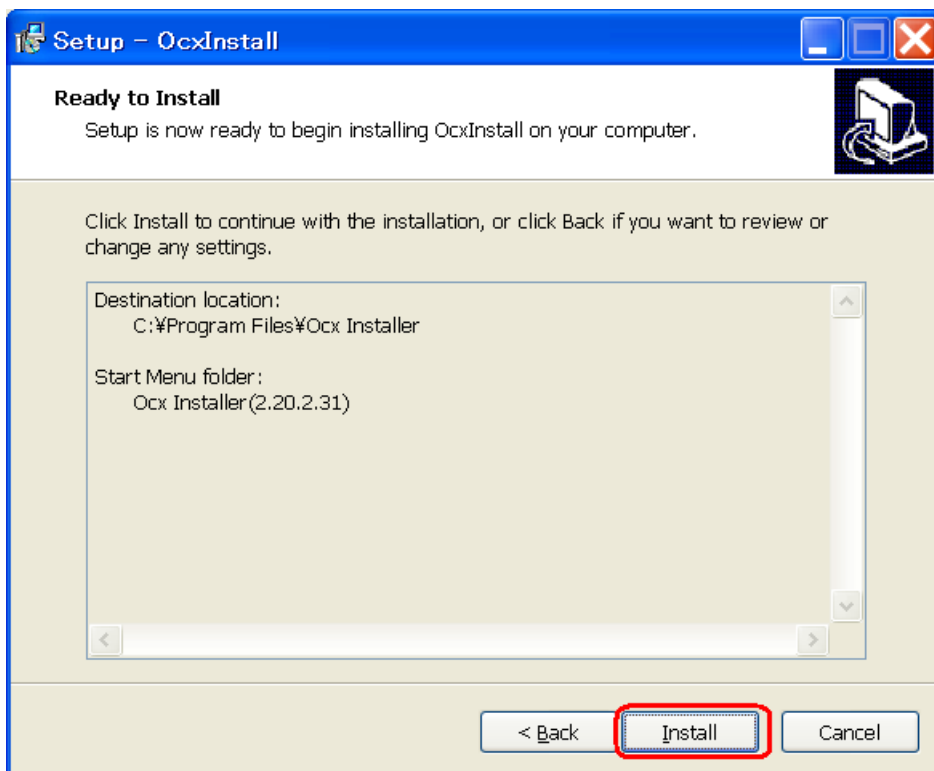 Setup - OcxInstall
Ready to Install
Setup is now ready to begin installing OcxInstall on your computer.
Click Install to continue with the installation, or click Back if you want to review or
change any settings.
Destination location:
C:¥Program Files¥Ocx Installer
Start Menu folder:
Ocx Installer(2.20.2.31)
< Back
Install
Cancel